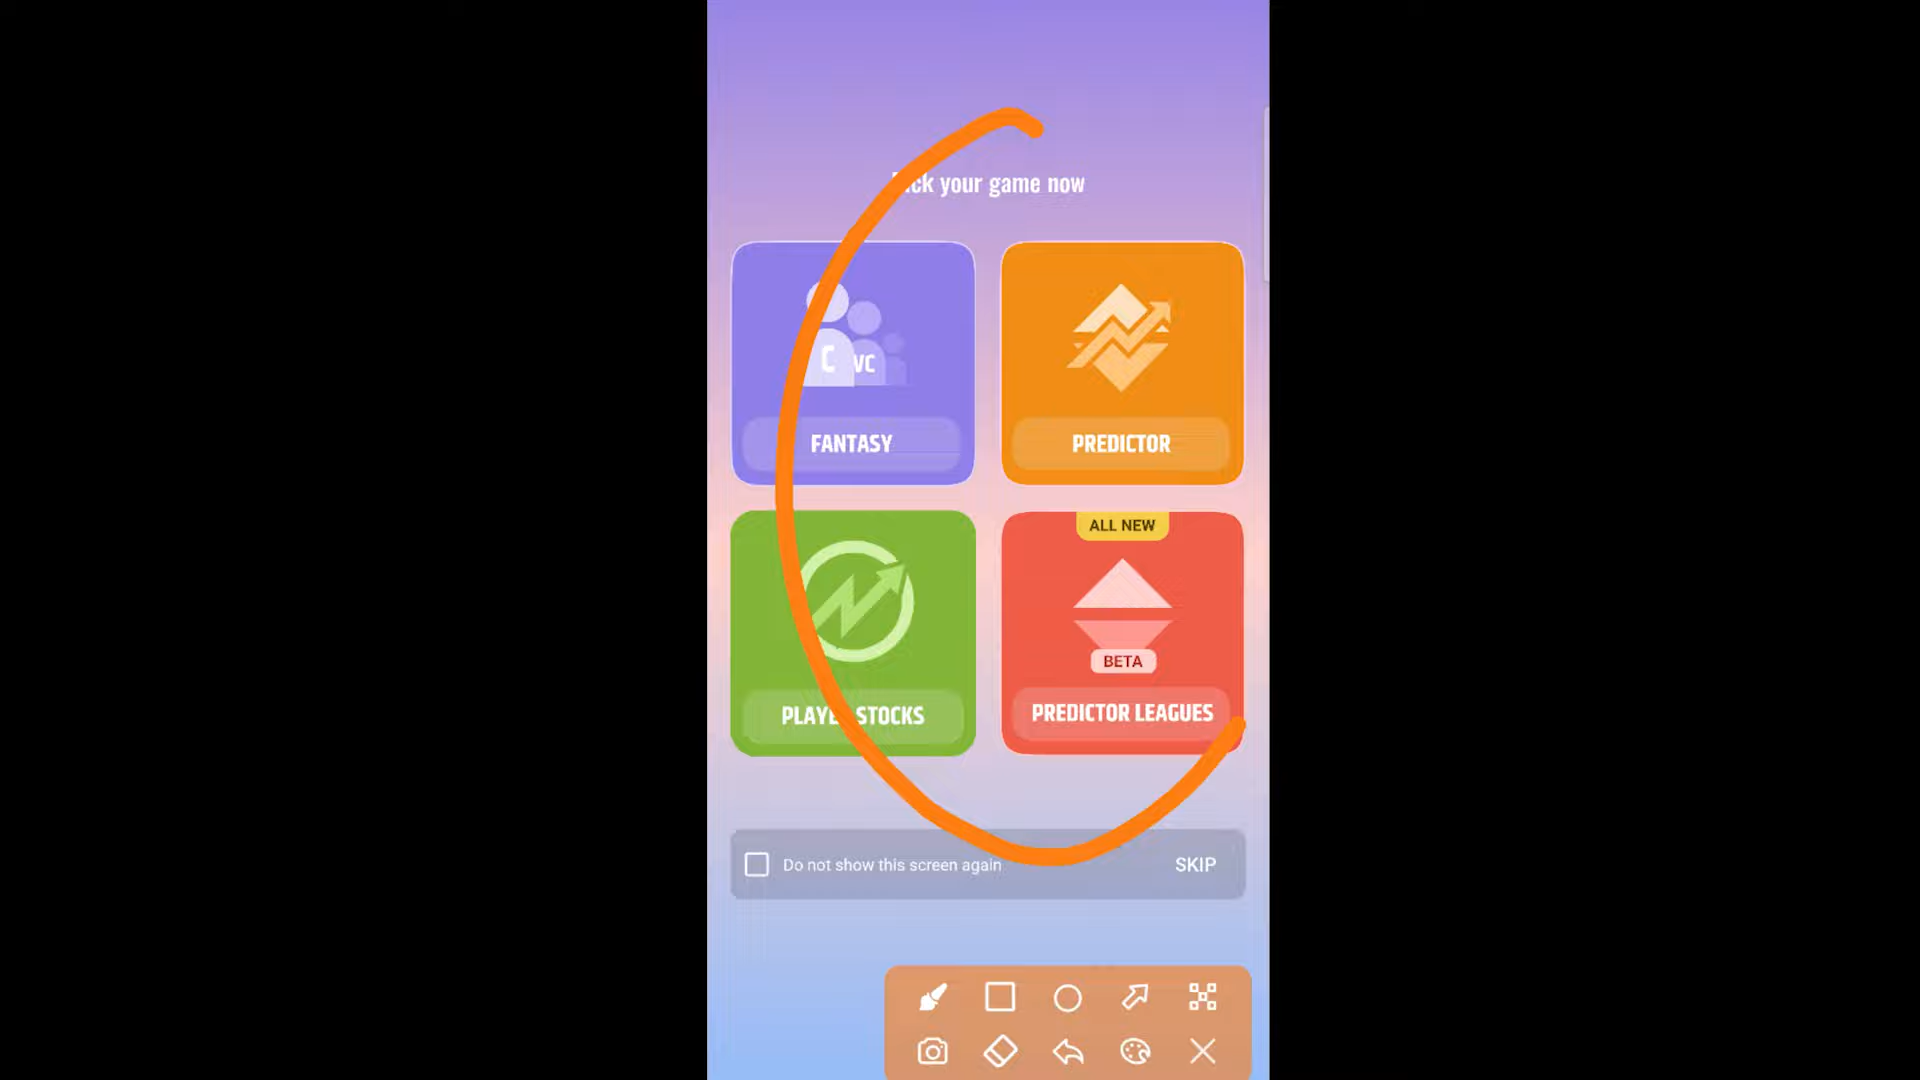 ck your game now
C VC
FANTASY
PREDICTOR
ALL NEW
BETA
PLAYER STOCKS
PREDICTOR LEAGUES
Do not show this screen again
SKIP